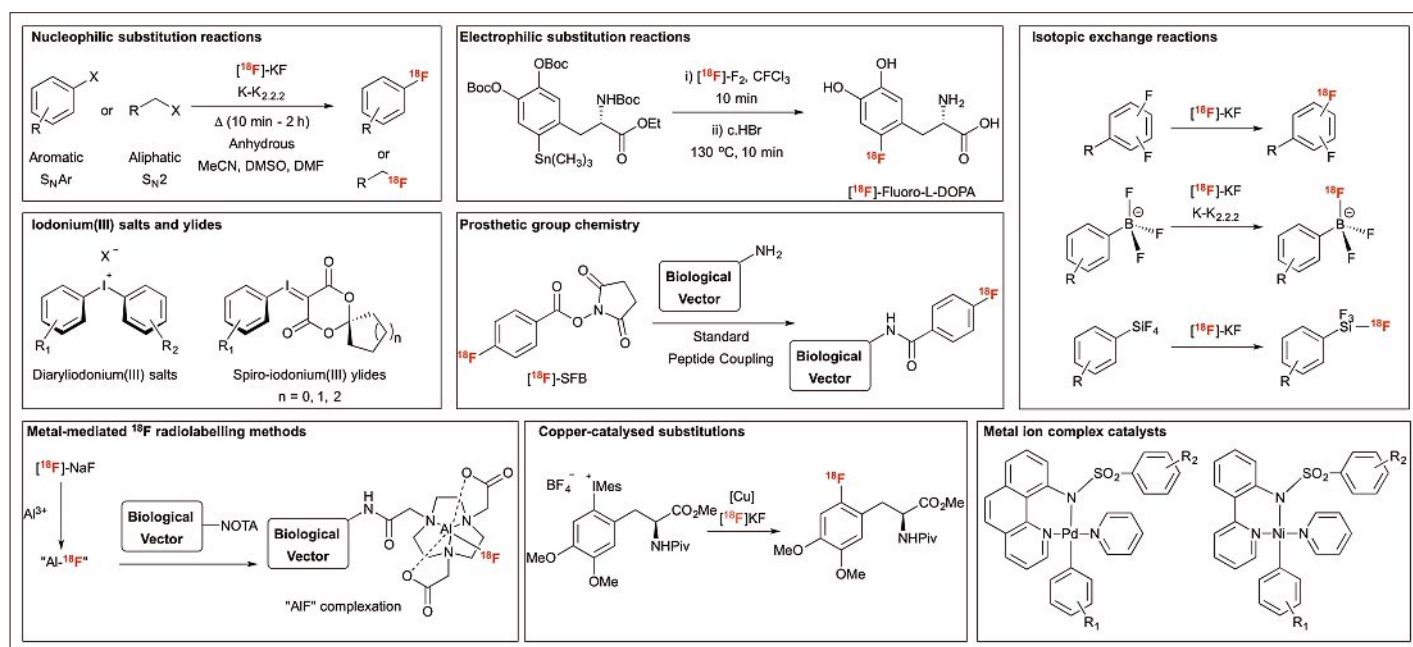 Nucleophilic substitution reactions
X
R
Aromatic
SNAr
or
R
X
Aliphatic
SN2
[18F]-KF
K-K2.2.2
Δ (10 min - 2 h)
Anhydrous
MeCN, DMSO, DMF
18F
R
or
R
18F
Electrophilic substitution reactions
OBoc
BocO
NHBoc
OEt
O
Sn(CH3)3
i) [18F]-F2, CFCl3
10 min
ii) c.HBr
130 ºC, 10 min
OH
HO
NH2
OH
O
18F
[18F]-Fluoro-L-DOPA
Isotopic exchange reactions
F
F
R
[18F]-KF
18F
F
R
F
B
F
F
R
[18F]-KF
K-K2.2.2
18F
B
F
F
R
SiF4
R
[18F]-KF
F3
Si
18F
R
Iodonium(III) salts and ylides
X−
I+
R1
R2
Diaryliodonium(III) salts
O
I
O
O
O
R1
n
Spiro-iodonium(III) ylides
n = 0, 1, 2
Prosthetic group chemistry
O
O
O
N
O
18F
[18F]-SFB
NH2
Biological
Vector
Standard
Peptide Coupling
18F
H
N
O
Biological
Vector
Metal-mediated 18F radiolabelling methods
[18F]-NaF
Al3+
"Al-18F"
Biological
Vector
NOTA
Biological
Vector
H
N
O
N
N
N
Al
18F
O
O
O
O
"AlF" complexation
Copper-catalysed substitutions
BF4−
+
IMes
CO2Me
NHPiv
MeO
OMe
[Cu]
[18F]KF
18F
CO2Me
NHPiv
MeO
OMe
Metal ion complex catalysts
R2
SO2
N
N
Pd
N
R1
R2
SO2
N
N
Ni
N
R1